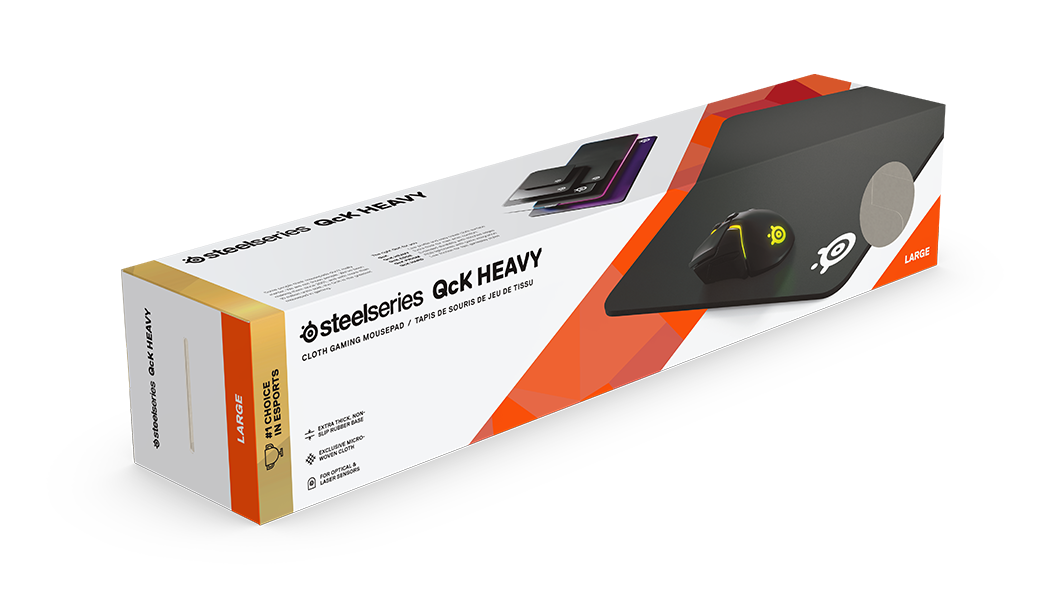 steelseries QcK HEAVY
steelseries QcK HEAVY
CLOTH GAMING MOUSEPAD / TAPIS DE SOURIS DE JEU DE TISSU
EXTRA THICK, NON-
SLIP RUBBER BASE
EXCLUSIVE MICRO-
WOVEN CLOTH
FOR OPTICAL &
LASER SENSORS
LARGE
#1 CHOICE
IN ESPORTS
LARGE
steelseries QcK HEAVY